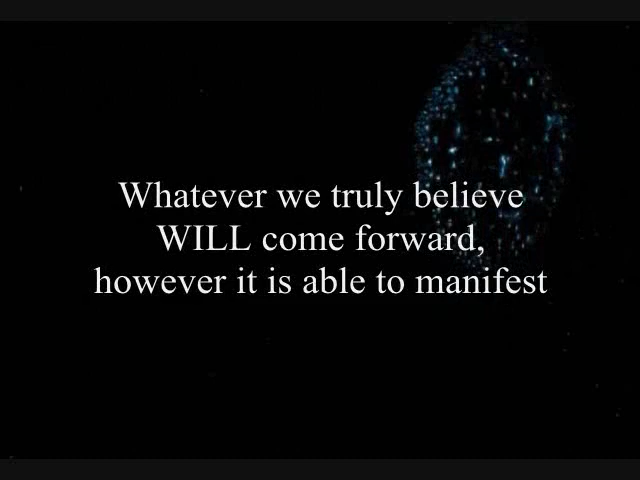 Whatever we truly believe
WILL come forward,
however it is able to manifest